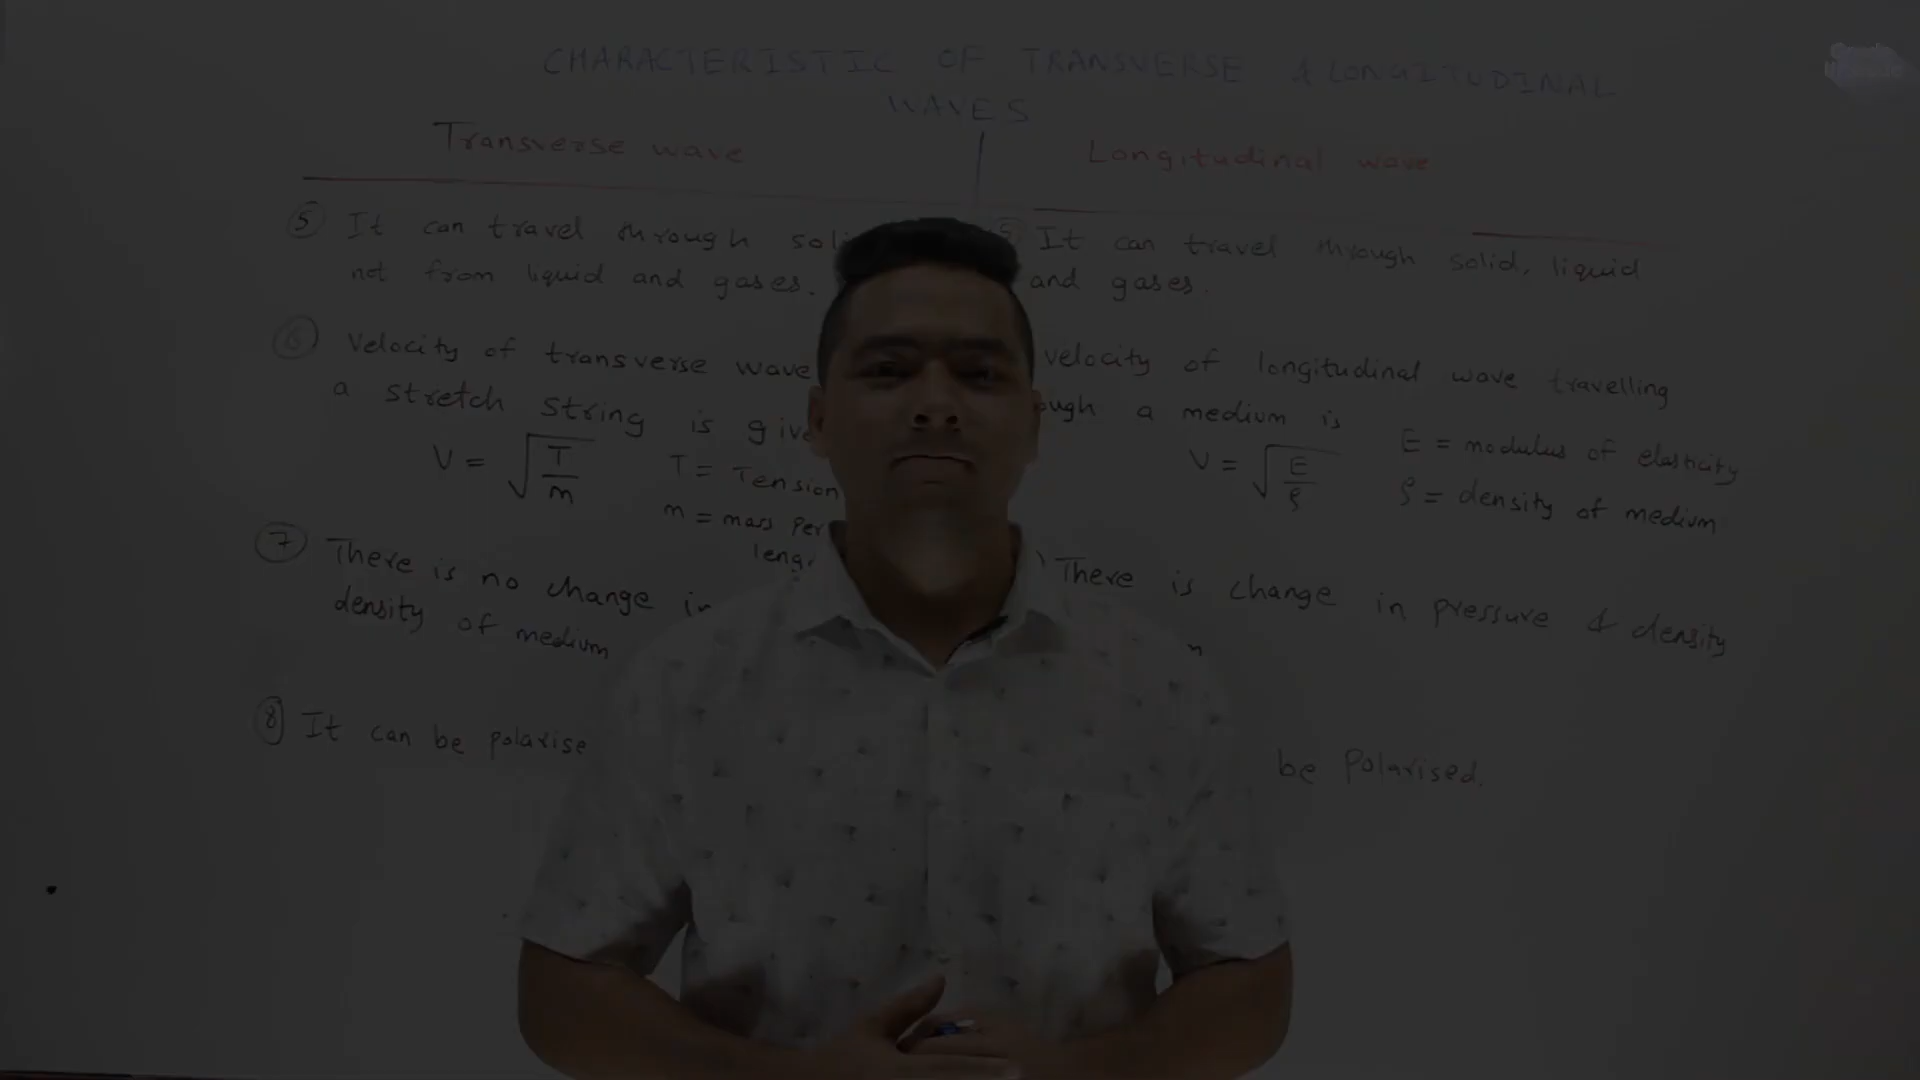 CHARACTERISTIC OF TRANSVERSE & LONGITUDINAL
WAVES
Transverse wave
Longitudinal wave
5 It can travel through
not from liquid and gases.
6 Velocity of transverse wave
a stretch string is
V = √T/m
T = Tension
m = mass per
7 There is no change in
density of medium
8 It can be polarise
5 It can travel through solid, liquid
and gases.
velocity of longitudinal wave travelling
a medium is
V = √E/ρ
E = modulus of elasticity
ρ = density of medium
There is change in pressure & density
be Polarised.